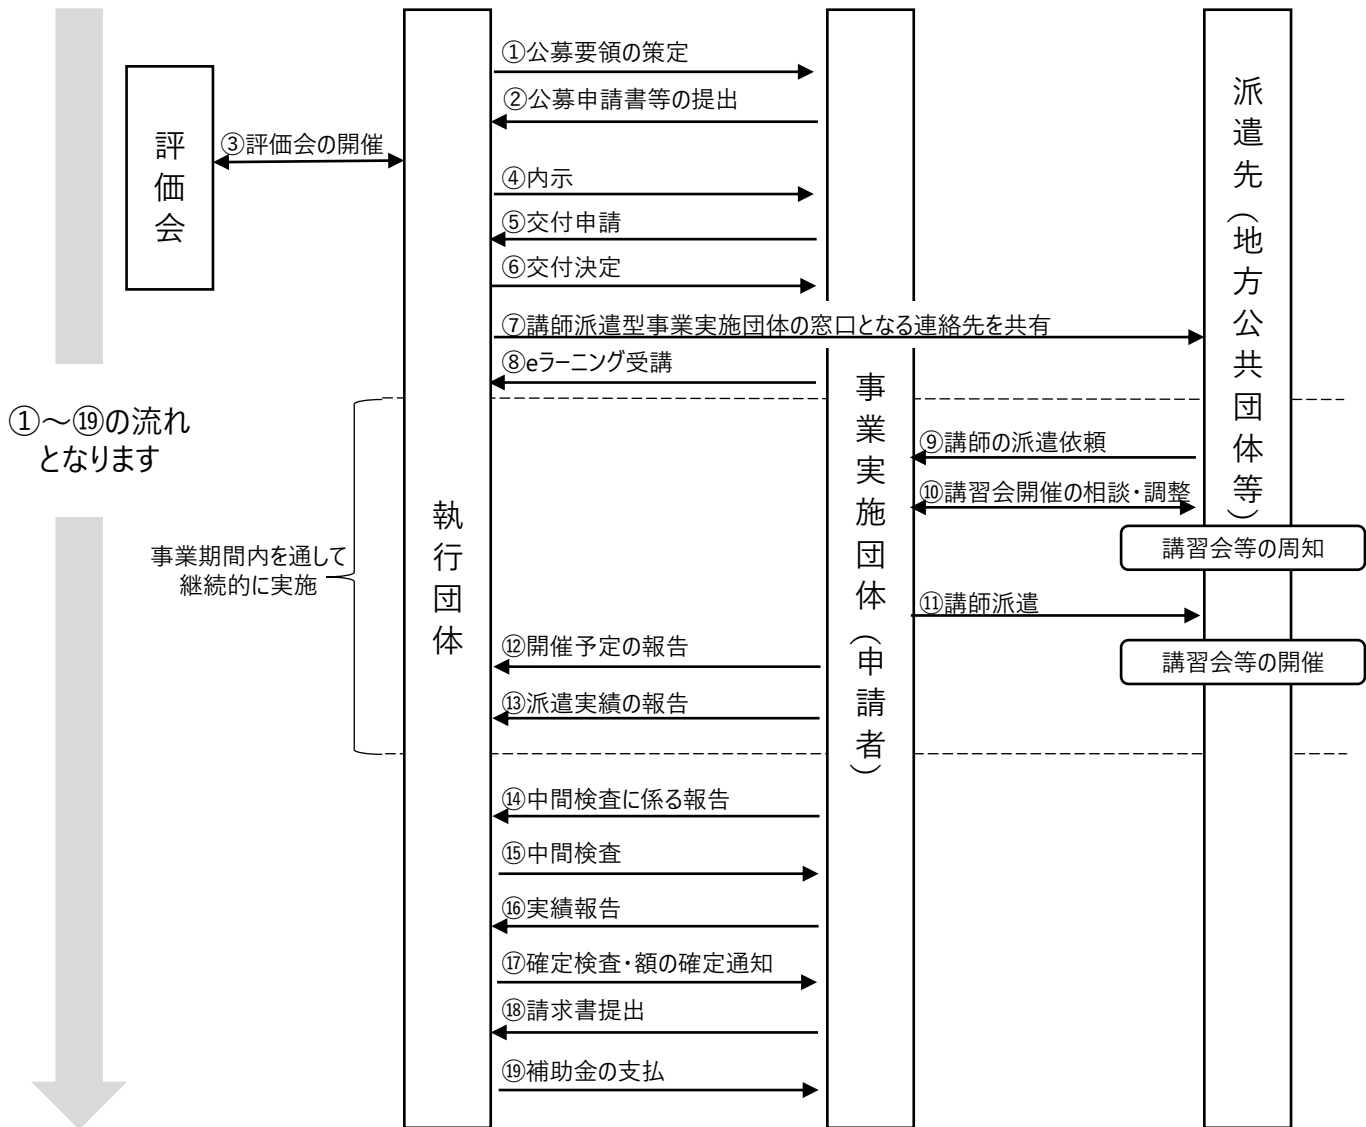 ①公募要領の策定
②公募申請書等の提出
評価会
③評価会の開催
④内示
⑤交付申請
⑥交付決定
⑦講師派遣型事業実施団体の窓口となる連絡先を共有
⑧eラーニング受講
①～⑲の流れ
となります
執行団体
事業実施団体（申請者）
派遣先（地方公共団体等）
⑨講師の派遣依頼
⑩講習会開催の相談・調整
講習会等の周知
事業期間内を通して
継続的に実施
⑪講師派遣
⑫開催予定の報告
講習会等の開催
⑬派遣実績の報告
⑭中間検査に係る報告
⑮中間検査
⑯実績報告
⑰確定検査・額の確定通知
⑱請求書提出
⑲補助金の支払